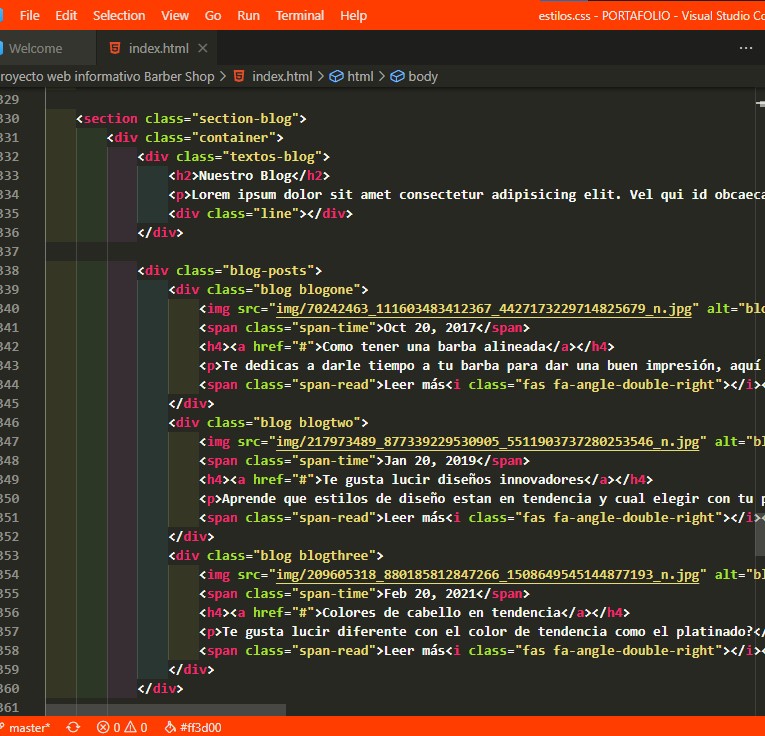 File Edit Selection View Go Run Terminal Help estilos.css - PORTAFOLIO - Visual Studio Co
Welcome index.html ...
royecto web informativo Barber Shop > index.html > html > body
329
330 <section class="section-blog">
331 <div class="container">
332 <div class="textos-blog">
333 <h2>Nuestro Blog</h2>
334 <p>Lorem ipsum dolor sit amet consectetur adipisicing elit. Vel qui id obcaeca
335 <div class="line"></div>
336 </div>
337
338 <div class="blog-posts">
339 <div class="blog blogone">
340 <img src="img/70242463_111603483412367_4427173229714825679_n.jpg" alt="blo
341 <span class="span-time">Oct 20, 2017</span>
342 <h4><a href="#">Como tener una barba alineada</a></h4>
343 <p>Te dedicas a darle tiempo a tu barba para dar una buen impresión, aquí
344 <span class="span-read">Leer más<i class="fas fa-angle-double-right"></i><
345 </div>
346 <div class="blog blogtwo">
347 <img src="img/217973489_877339229530905_5511903737280253546_n.jpg" alt="bl
348 <span class="span-time">Jan 20, 2019</span>
349 <h4><a href="#">Te gusta lucir diseños innovadores</a></h4>
350 <p>Aprende que estilos de diseño estan en tendencia y cual elegir con tu p
351 <span class="span-read">Leer más<i class="fas fa-angle-double-right"></i><
352 </div>
353 <div class="blog blogthree">
354 <img src="img/209605318_880185812847266_1508649545144877193_n.jpg" alt="bl
355 <span class="span-time">Feb 20, 2021</span>
356 <h4><a href="#">Colores de cabello en tendencia</a></h4>
357 <p>Te gusta lucir diferente con el color de tendencia como el platinado?</
358 <span class="span-read">Leer más<i class="fas fa-angle-double-right"></i><
359 </div>
360 </div>
361
master* 0 0 #ff3d00